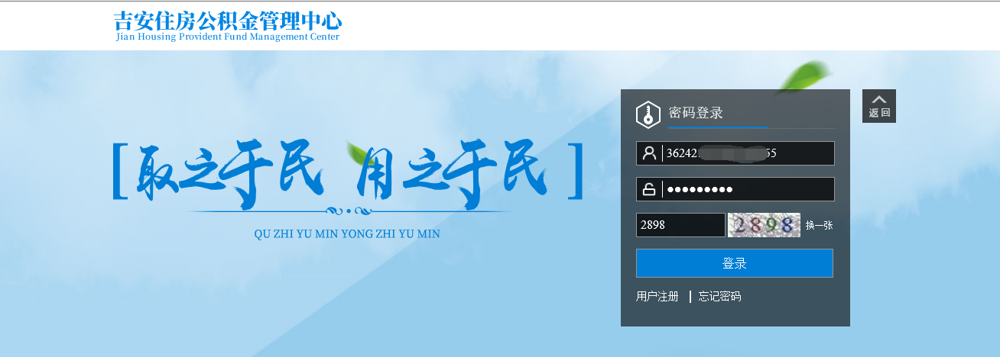 吉安住房公积金管理中心
Jian Housing Provident Fund Management Center
取之于民 用之于民
QU ZHI YU MIN YONG ZHI YU MIN
密码登录
返回
2898
2898
换一张
登录
用户注册
忘记密码